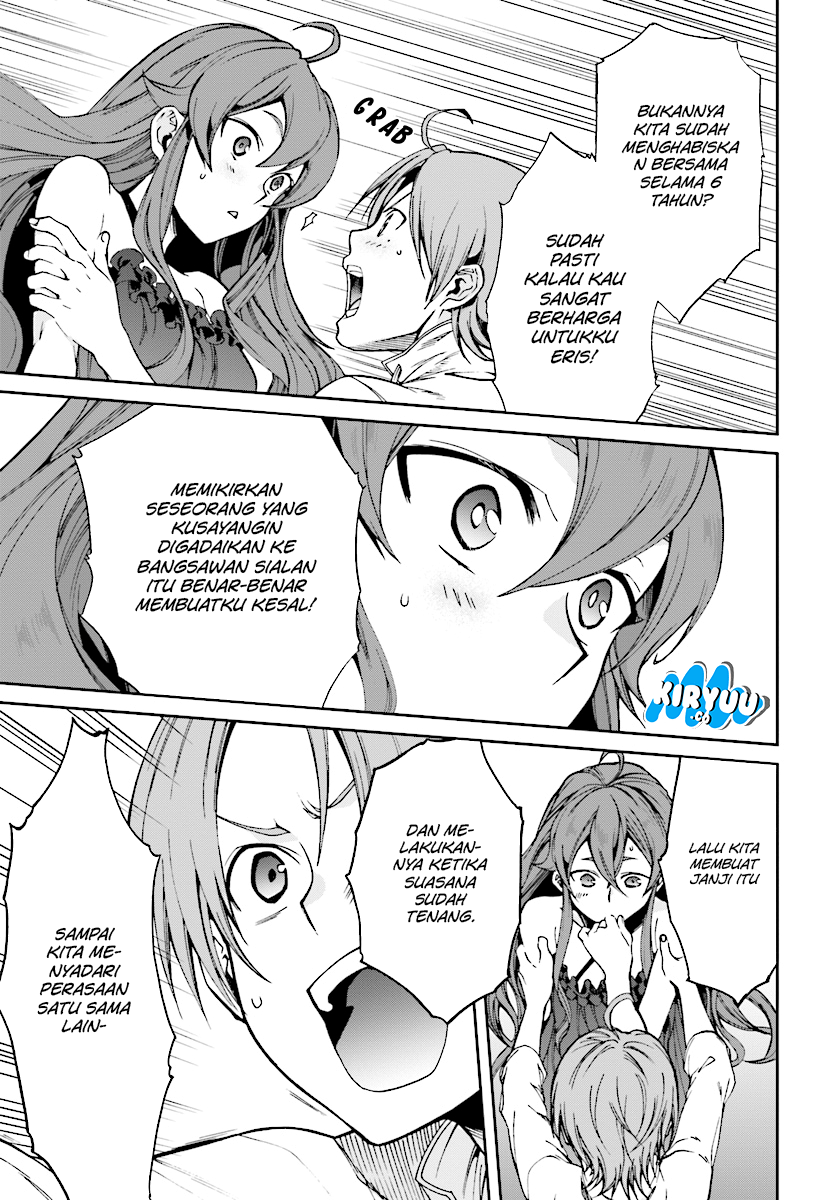 BUKANNYA
KITA SUDAH
MENGHABISKA
N BERSAMA
SELAMA 6
TAHUN?
SUDAH
PASTI
KALAU KAU
SANGAT
BERHARGA
UNTUKKU
ERIS!
GRAB
MEMIKIRKAN
SESEORANG YANG
KUSAYANGIN
DIGADAIKAN KE
BANGSAWAN SIALAN
ITU BENAR-BENAR
MEMBUATKU KESAL!
KIRYUU
.CO
LALU KITA
MEMBUAT
JANJI ITU
DAN ME-
LAKUKAN-
NYA KETIKA
SUASANA
SUDAH
TENANG.
SAMPAI
KITA ME-
NYADARI
PERASAAN
SATU SAMA
LAIN-